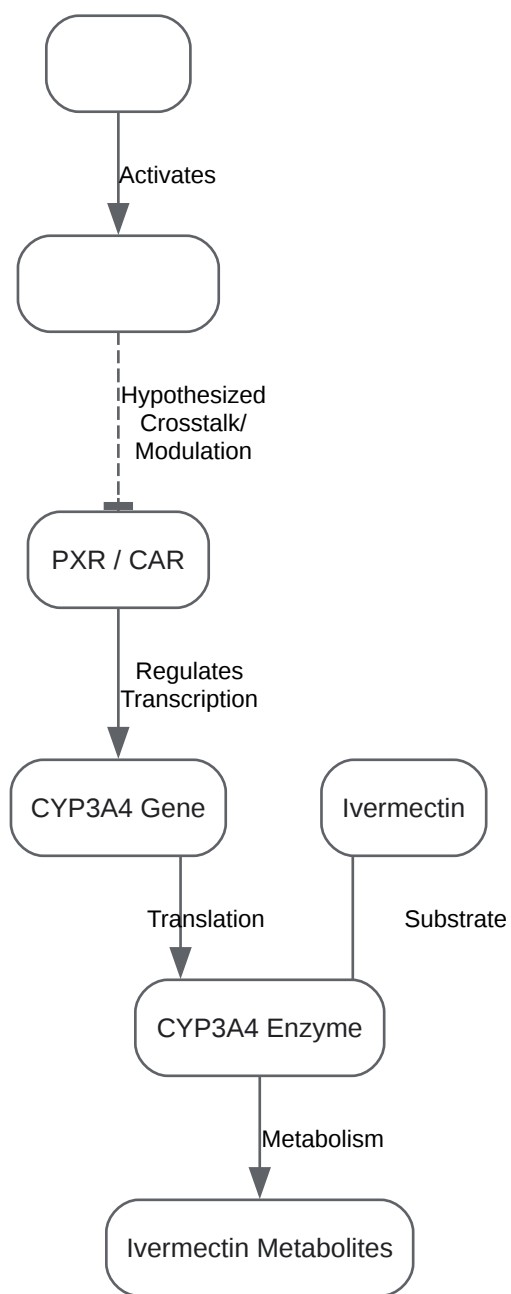 Activates
Hypothesized
Crosstalk/
Modulation
PXR / CAR
Regulates
Transcription
CYP3A4 Gene
Ivermectin
Translation
Substrate
CYP3A4 Enzyme
Metabolism
Ivermectin Metabolites